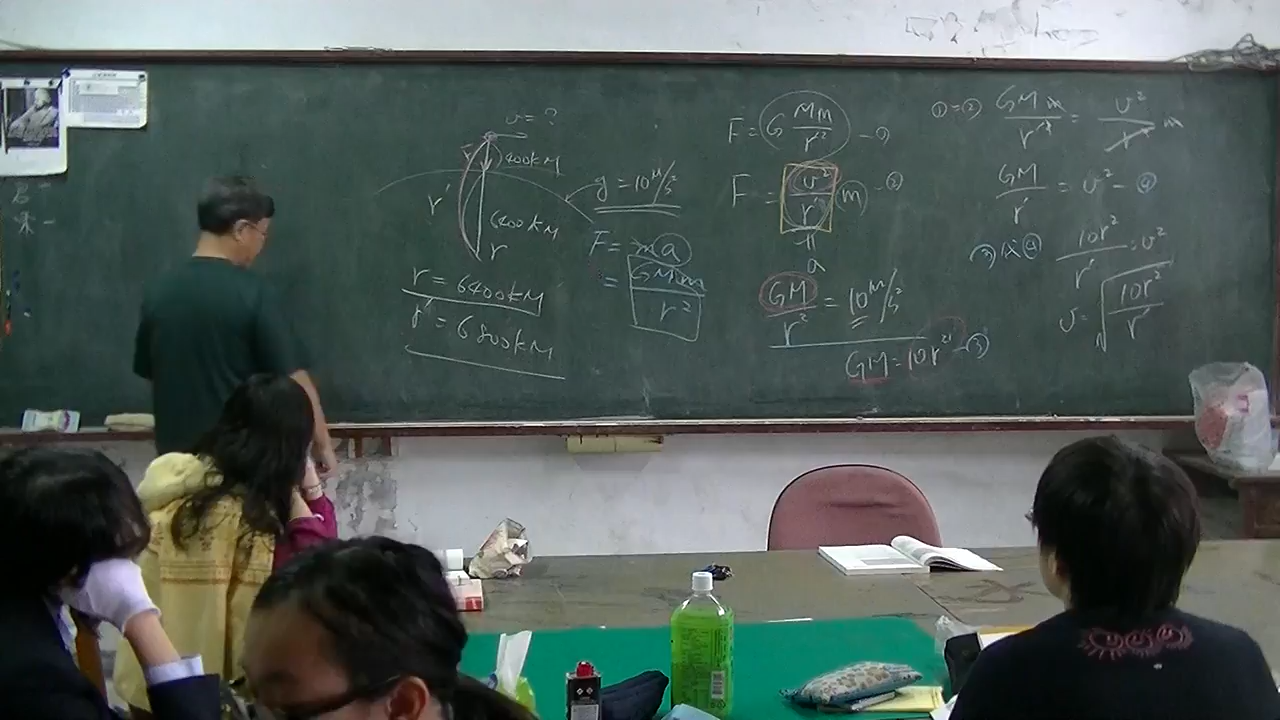 v = ?
400KM
r'
6400KM
r
g = 10 M/s²
r = 6400KM
r' = 6800KM
F = ma
= GMm/r²
F = G Mm/r'² —①
F = v²/r' (m) —②
a
GM/r² = 10 M/s²
GM = 10r² —③
① = ② GMm/r'² = v²/r' m
GM/r' = v² —④
③代④ 10r²/r' = v²
v = √(10r²/r')